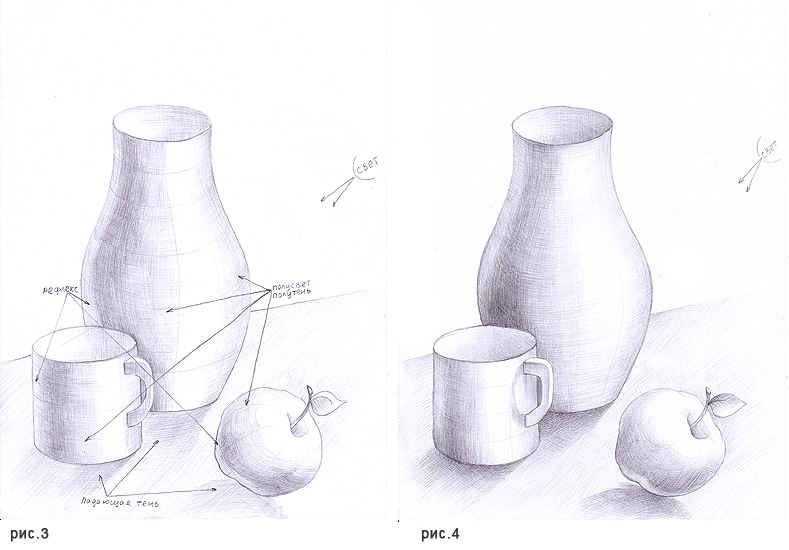 свет
свет
рефлекс
полусвет
полутень
падающая тень
рис.3
рис.4